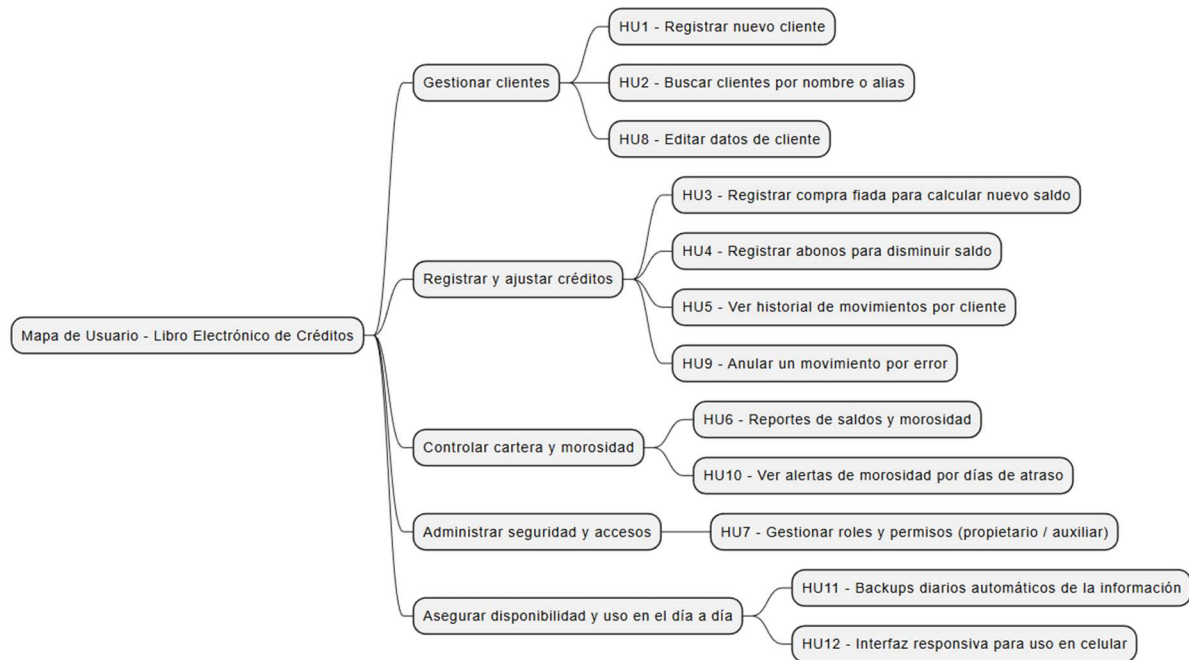 Mapa de Usuario - Libro Electrónico de Créditos
Gestionar clientes
HU1 - Registrar nuevo cliente
HU2 - Buscar clientes por nombre o alias
HU8 - Editar datos de cliente
Registrar y ajustar créditos
HU3 - Registrar compra fiada para calcular nuevo saldo
HU4 - Registrar abonos para disminuir saldo
HU5 - Ver historial de movimientos por cliente
HU9 - Anular un movimiento por error
Controlar cartera y morosidad
HU6 - Reportes de saldos y morosidad
HU10 - Ver alertas de morosidad por días de atraso
Administrar seguridad y accesos
HU7 - Gestionar roles y permisos (propietario / auxiliar)
Asegurar disponibilidad y uso en el día a día
HU11 - Backups diarios automáticos de la información
HU12 - Interfaz responsiva para uso en celular